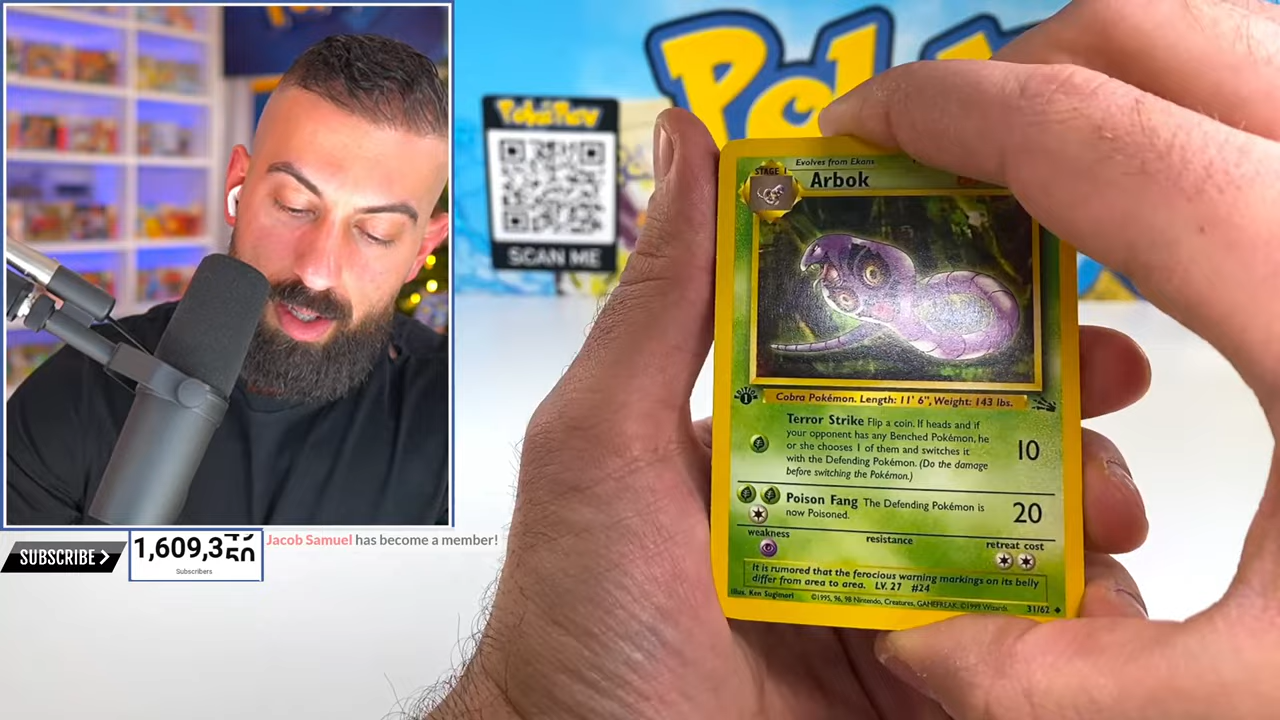 PokéRev
SCAN ME
Evolves from Ekans
STAGE 1
Arbok
EDITION 1
Cobra Pokémon. Length: 11' 6", Weight: 143 lbs.
Terror Strike Flip a coin. If heads and if
your opponent has any Benched Pokémon, he
or she chooses 1 of them and switches it
with the Defending Pokémon. (Do the damage
before switching the Pokémon.)
10
Poison Fang The Defending Pokémon is
now Poisoned.
20
weakness
resistance
retreat cost
It is rumored that the ferocious warning markings on its belly
differ from area to area. LV. 27 #24
Illus. Ken Sugimori
©1995, 96, 98 Nintendo, Creatures, GAMEFREAK. ©1999 Wizards.
31/62
SUBSCRIBE
Subscribers
Jacob Samuel has become a member!